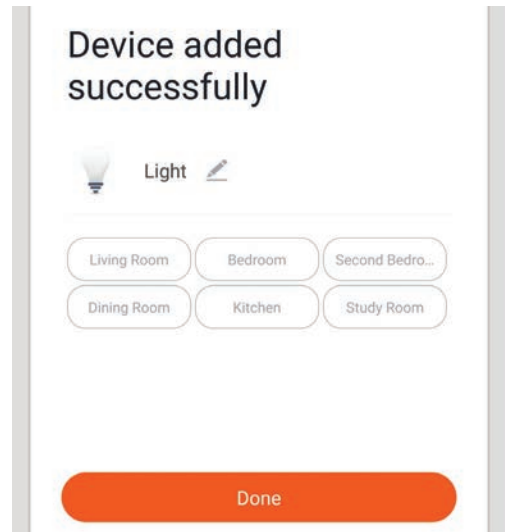 Device added
successfully
Light
Living Room Bedroom Second Bedro...
Dining Room Kitchen Study Room
Done